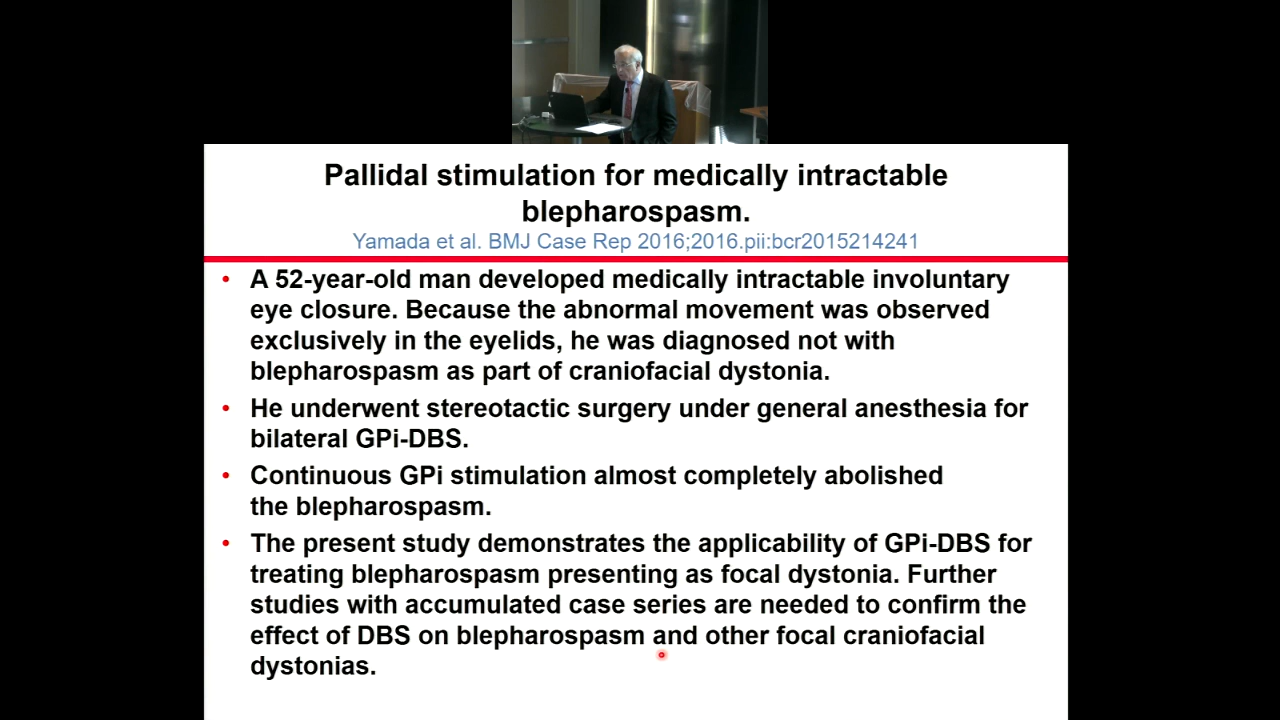 Pallidal stimulation for medically intractable
blepharospasm.
Yamada et al. BMJ Case Rep 2016;2016.pii:bcr2015214241
• A 52-year-old man developed medically intractable involuntary
eye closure. Because the abnormal movement was observed
exclusively in the eyelids, he was diagnosed not with
blepharospasm as part of craniofacial dystonia.
• He underwent stereotactic surgery under general anesthesia for
bilateral GPi-DBS.
• Continuous GPi stimulation almost completely abolished
the blepharospasm.
• The present study demonstrates the applicability of GPi-DBS for
treating blepharospasm presenting as focal dystonia. Further
studies with accumulated case series are needed to confirm the
effect of DBS on blepharospasm and other focal craniofacial
dystonias.